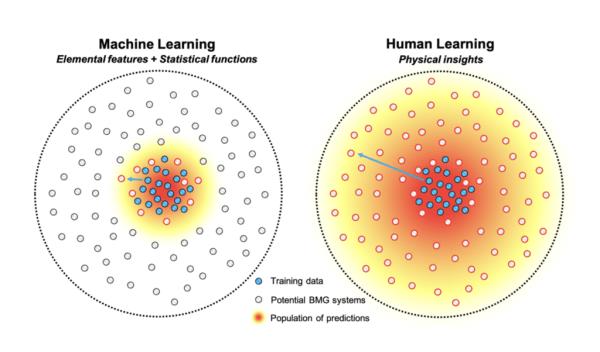 Machine Learning
Elemental features + Statistical functions
Human Learning
Physical insights
Training data
Potential BMG systems
Population of predictions